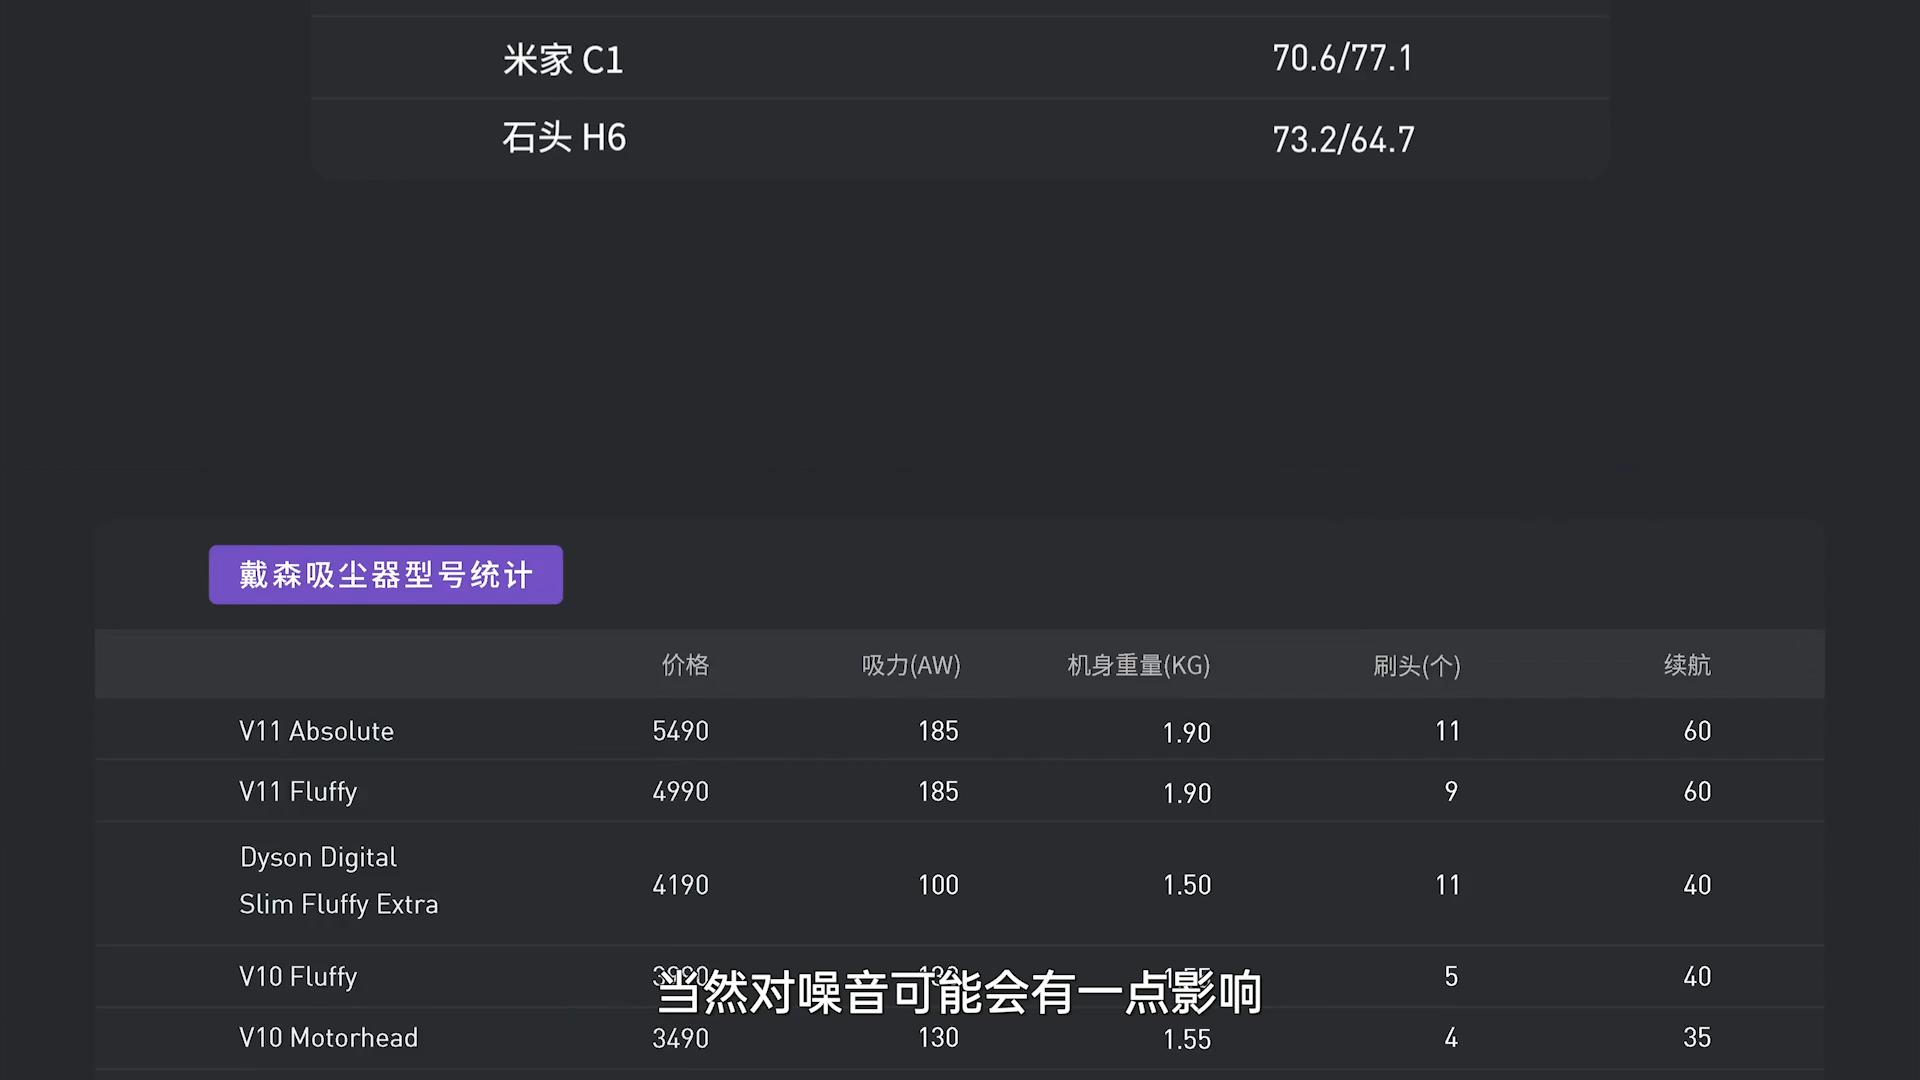 米家 C1 70.6/77.1
石头 H6 73.2/64.7
戴森吸尘器型号统计
价格 吸力(AW) 机身重量(KG) 刷头(个) 续航
V11 Absolute 5490 185 1.90 11 60
V11 Fluffy 4990 185 1.90 9 60
Dyson Digital
Slim Fluffy Extra 4190 100 1.50 11 40
V10 Fluffy 5 40
当然对噪音可能会有一点影响
V10 Motorhead 3490 130 1.55 4 35